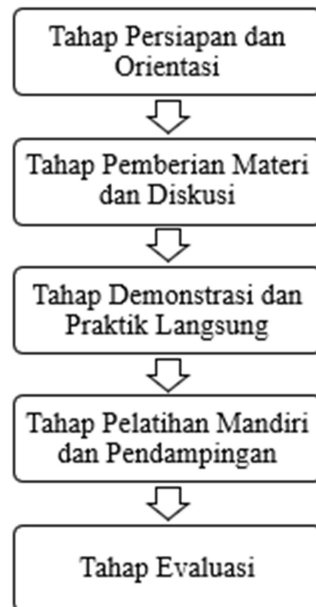 Tahap Persiapan dan
Orientasi
Tahap Pemberian Materi
dan Diskusi
Tahap Demonstrasi dan
Praktik Langsung
Tahap Pelatihan Mandiri
dan Pendampingan
Tahap Evaluasi